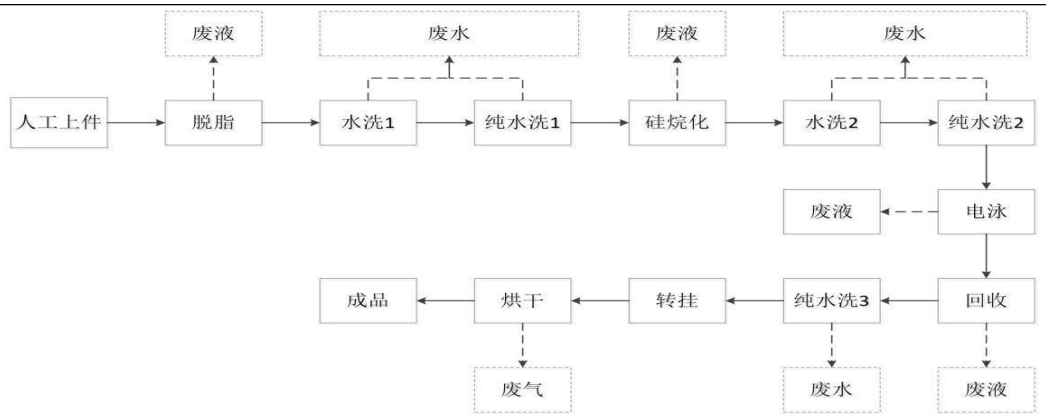 废液 废水 废液 废水
人工上件 脱脂 水洗1 纯水洗1 硅烷化 水洗2 纯水洗2
废液 电泳
成品 烘干 转挂 纯水洗3 回收
废气 废水 废液